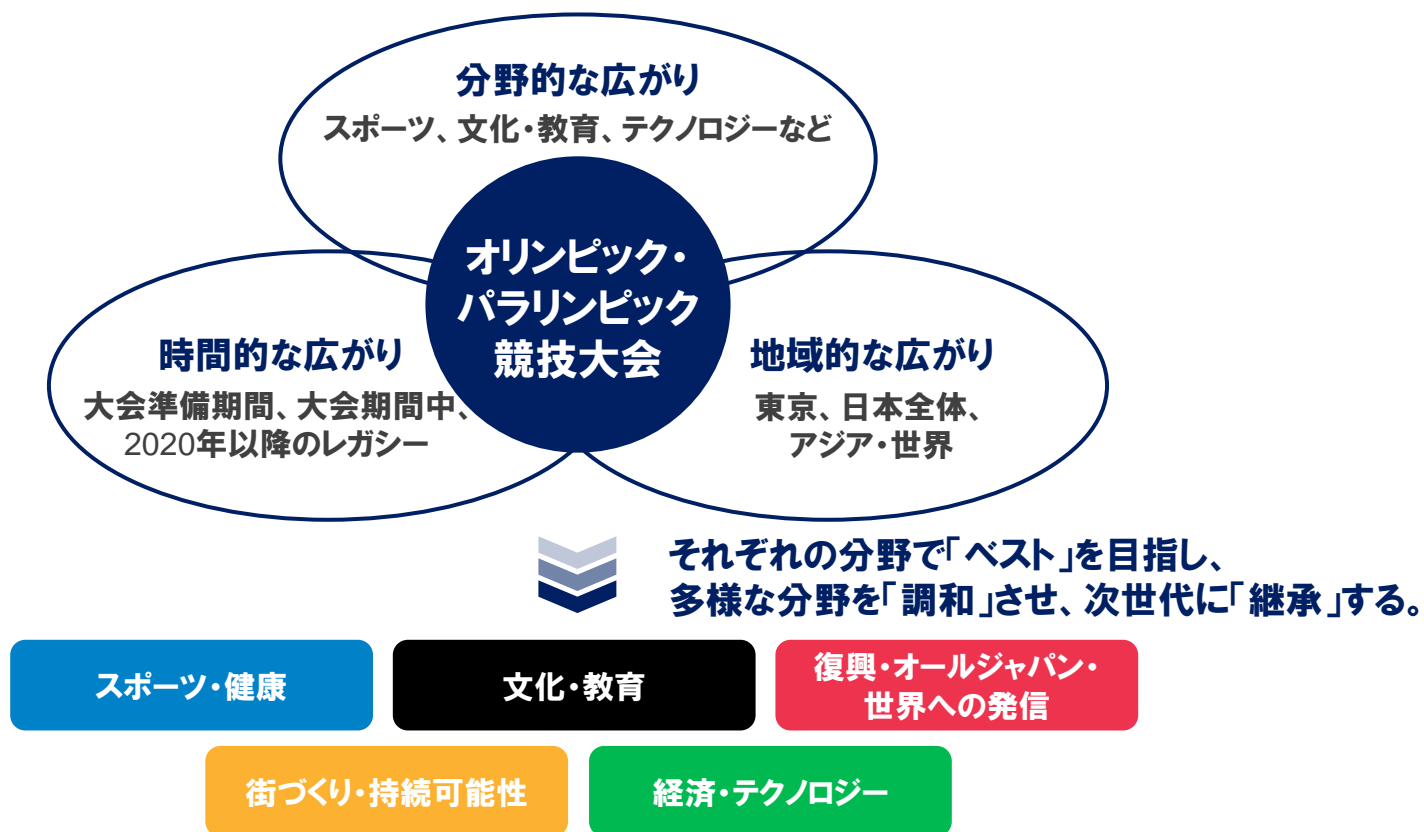 分野的な広がり
スポーツ、文化・教育、テクノロジーなど
オリンピック・
パラリンピック
競技大会
時間的な広がり
大会準備期間、大会期間中、
2020年以降のレガシー
地域的な広がり
東京、日本全体、
アジア・世界
それぞれの分野で「ベスト」を目指し、
多様な分野を「調和」させ、次世代に「継承」する。
スポーツ・健康
文化・教育
復興・オールジャパン・
世界への発信
街づくり・持続可能性
経済・テクノロジー